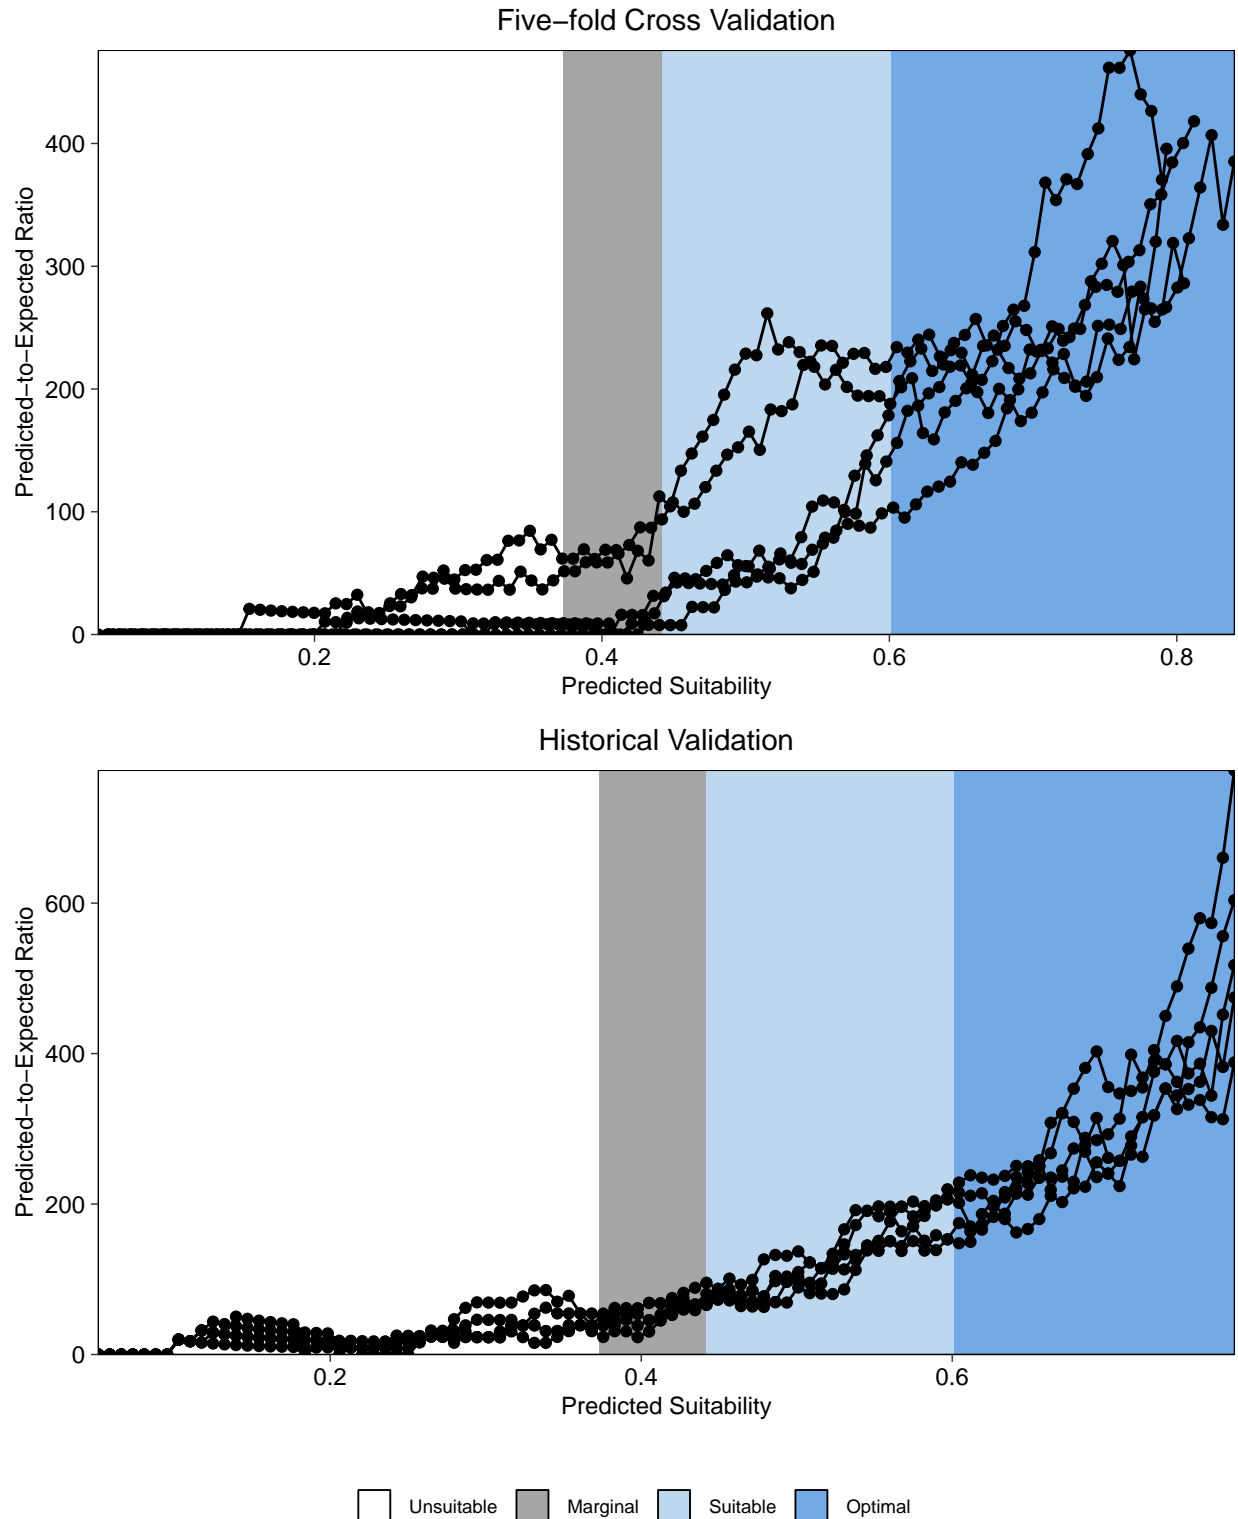 Five−fold Cross Validation
Predicted−to−Expected Ratio
400
300
200
100
0
0.2 0.4 0.6 0.8
Predicted Suitability
Historical Validation
Predicted−to−Expected Ratio
600
400
200
0
0.2 0.4 0.6
Predicted Suitability
Unsuitable Marginal Suitable Optimal